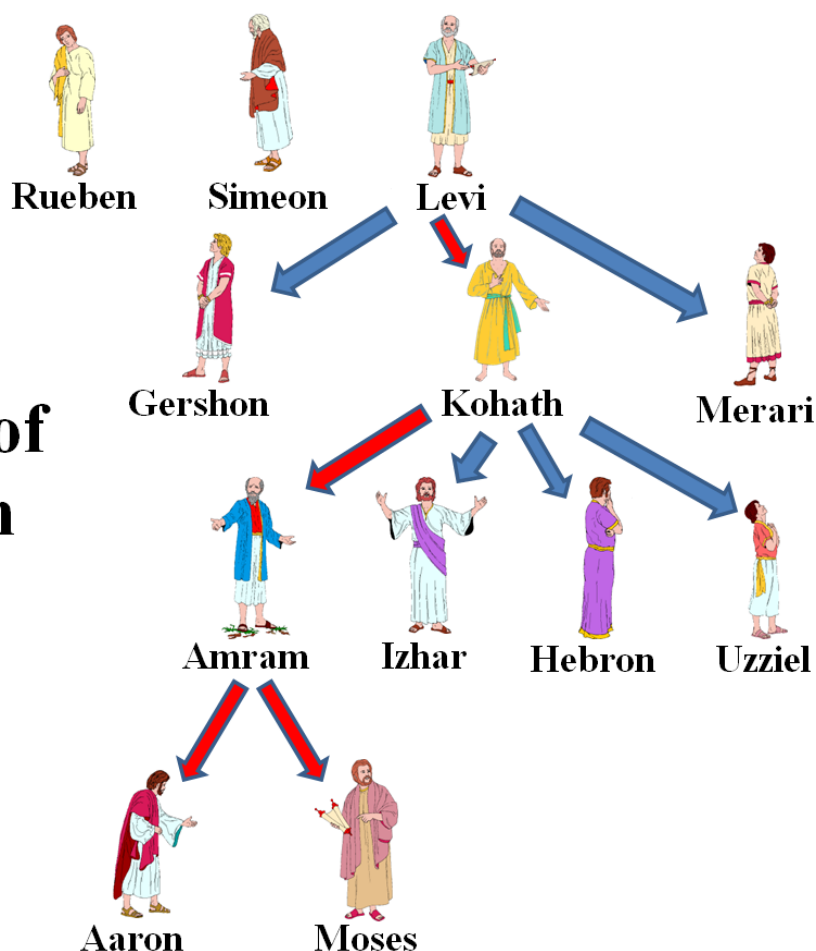 Rueben Simeon Levi
Gershon Kohath Merari
of
Amram Izhar Hebron Uzziel
Aaron Moses